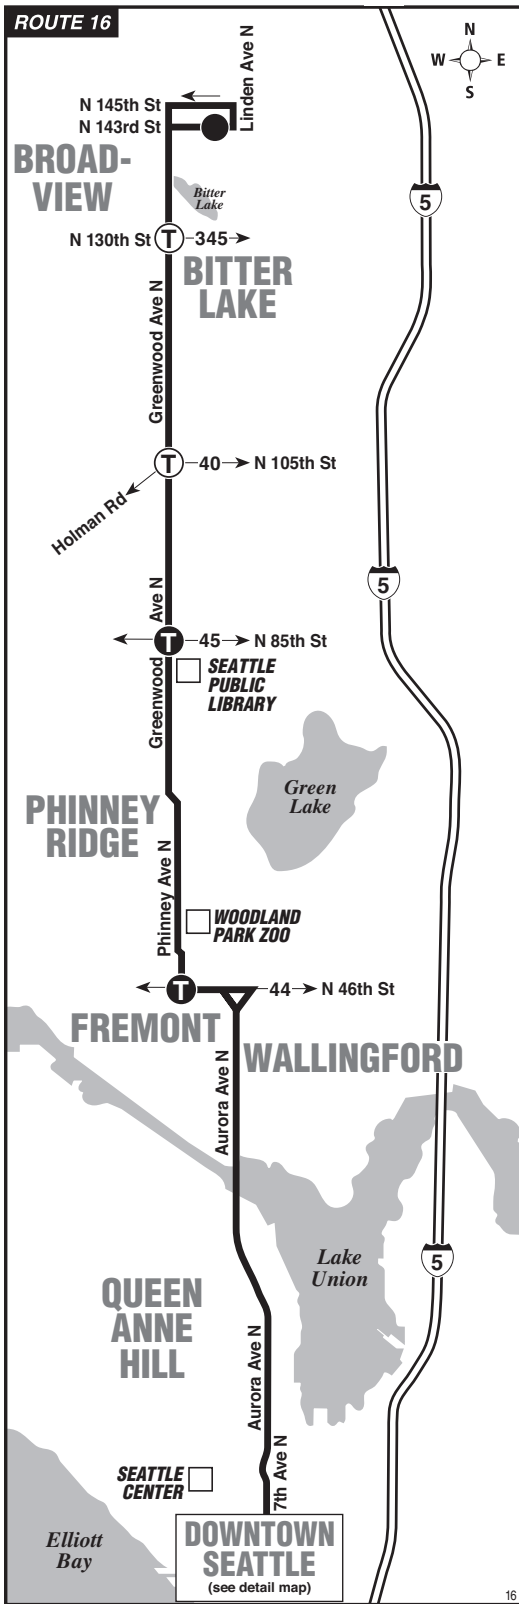 ROUTE 16
N
W E
S
Linden Ave N
N 145th St
N 143rd St
BROAD-
VIEW
Bitter
Lake
5
N 130th St T 345
BITTER
LAKE
Greenwood Ave N
T 40 N 105th St
Holman Rd
5
Greenwood Ave N
T 45 N 85th St
SEATTLE
PUBLIC
LIBRARY
Green
Lake
PHINNEY
RIDGE
Phinney Ave N
WOODLAND
PARK ZOO
T 44 N 46th St
FREMONT
WALLINGFORD
Aurora Ave N
Lake
Union
5
QUEEN
ANNE
HILL
Aurora Ave N
7th Ave N
SEATTLE
CENTER
Elliott
Bay
DOWNTOWN
SEATTLE
(see detail map)
16